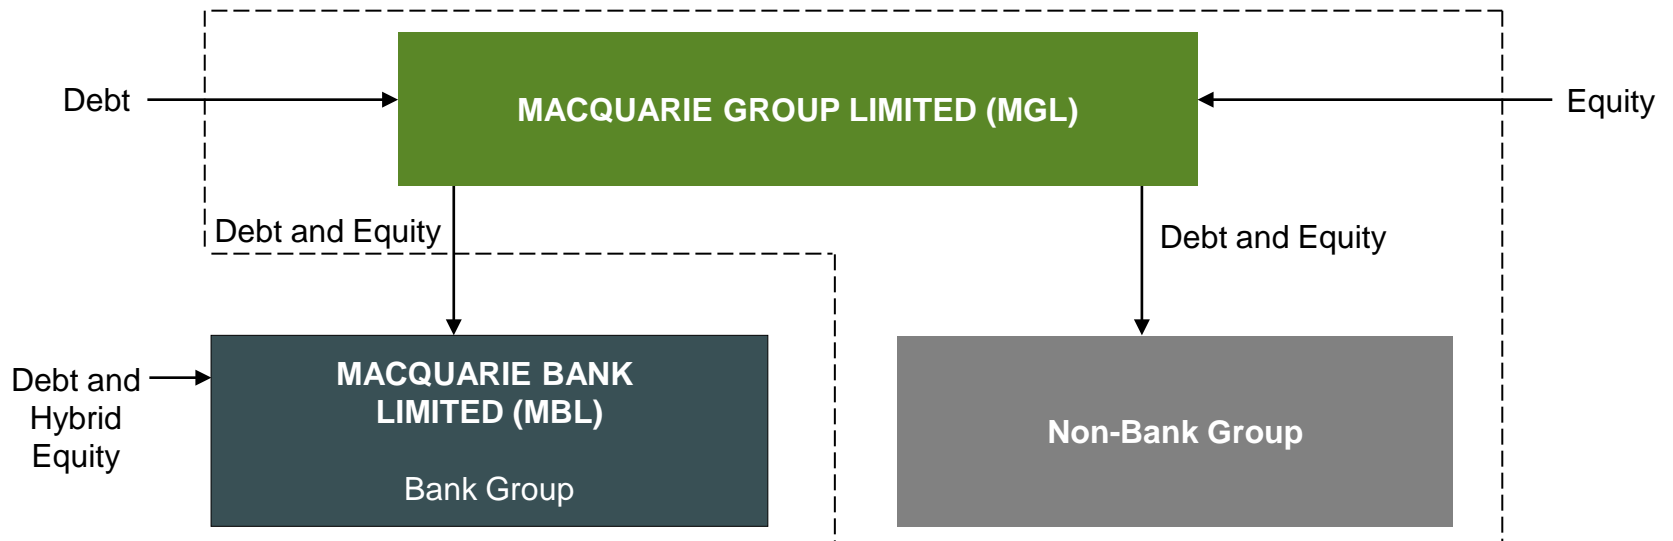 Debt
MACQUARIE GROUP LIMITED (MGL)
Equity
Debt and Equity
Debt and Equity
Debt and
Hybrid
Equity
MACQUARIE BANK
LIMITED (MBL)
Bank Group
Non-Bank Group